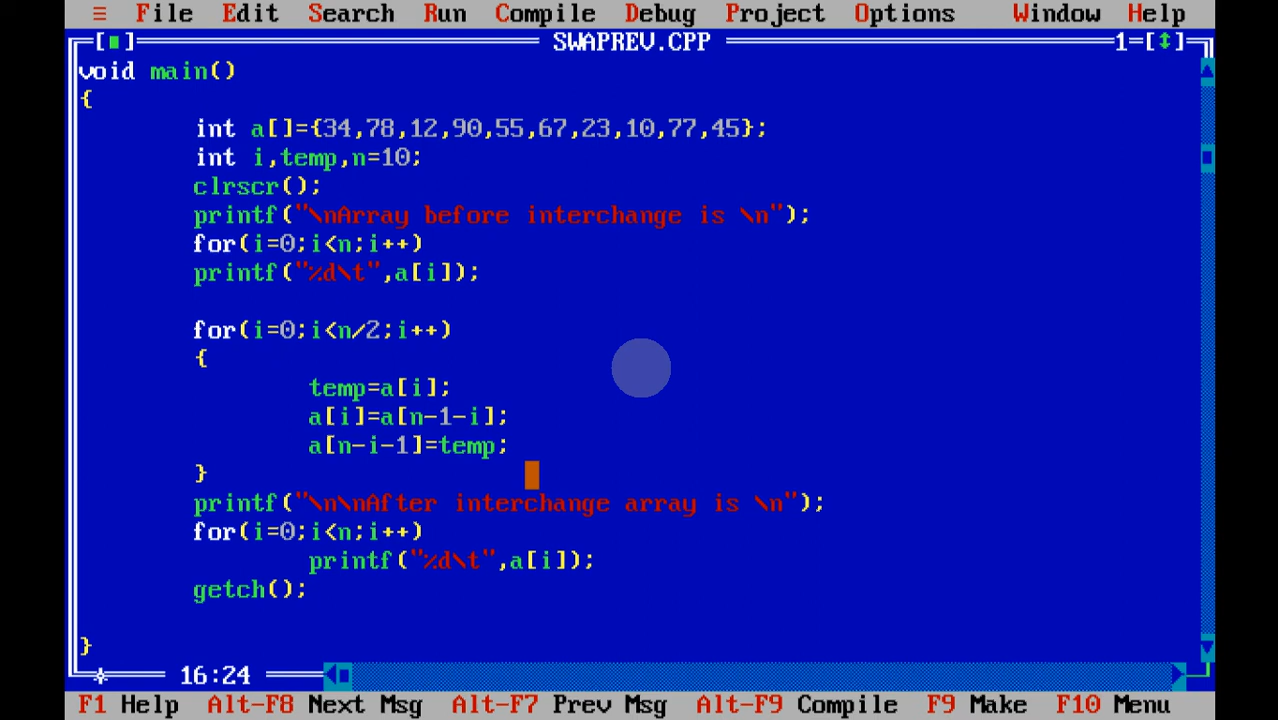 ≡ File Edit Search Run Compile Debug Project Options Window Help
[■] SWAPREV.CPP 1=[↕]
void main()
{
int a[]={34,78,12,90,55,67,23,10,77,45};
int i,temp,n=10;
clrscr();
printf("\nArray before interchange is \n");
for(i=0;i<n;i++)
printf("%d\t",a[i]);
for(i=0;i<n/2;i++)
{
temp=a[i];
a[i]=a[n-1-i];
a[n-i-1]=temp;
}
printf("\n\nAfter interchange array is \n");
for(i=0;i<n;i++)
printf("%d\t",a[i]);
getch();
}
16:24
F1 Help Alt-F8 Next Msg Alt-F7 Prev Msg Alt-F9 Compile F9 Make F10 Menu